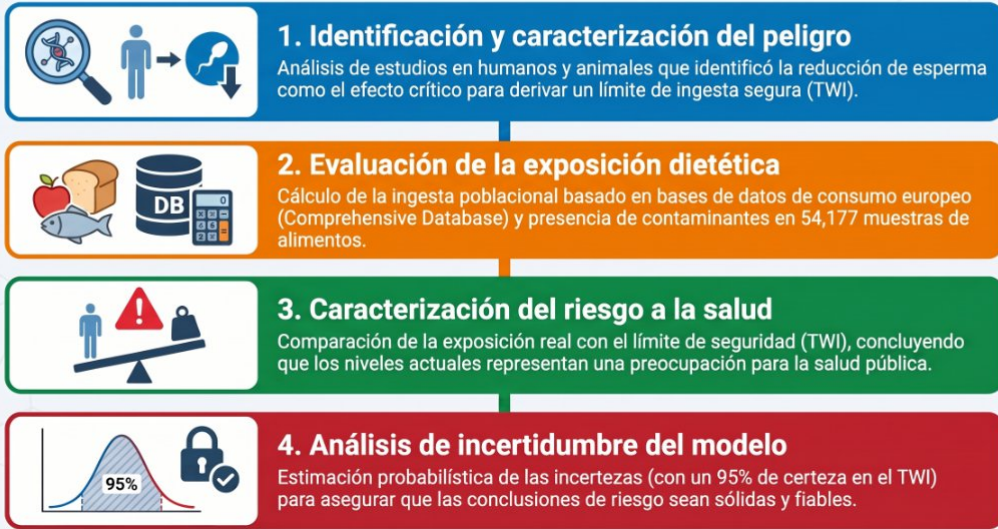 1. Identificación y caracterización del peligro
Análisis de estudios en humanos y animales que identificó la reducción de esperma
como el efecto crítico para derivar un límite de ingesta segura (TWI).
2. Evaluación de la exposición dietética
DB
0
Cálculo de la ingesta poblacional basado en bases de datos de consumo europeo
(Comprehensive Database) y presencia de contaminantes en 54,177 muestras de
alimentos.
3. Caracterización del riesgo a la salud
Comparación de la exposición real con el límite de seguridad (TWI), concluyendo
que los niveles actuales representan una preocupación para la salud pública.
4. Análisis de incertidumbre del modelo
95%
Estimación probabilística de las incertezas (con un 95% de certeza en el TWI)
para asegurar que las conclusiones de riesgo sean sólidas y fiables.